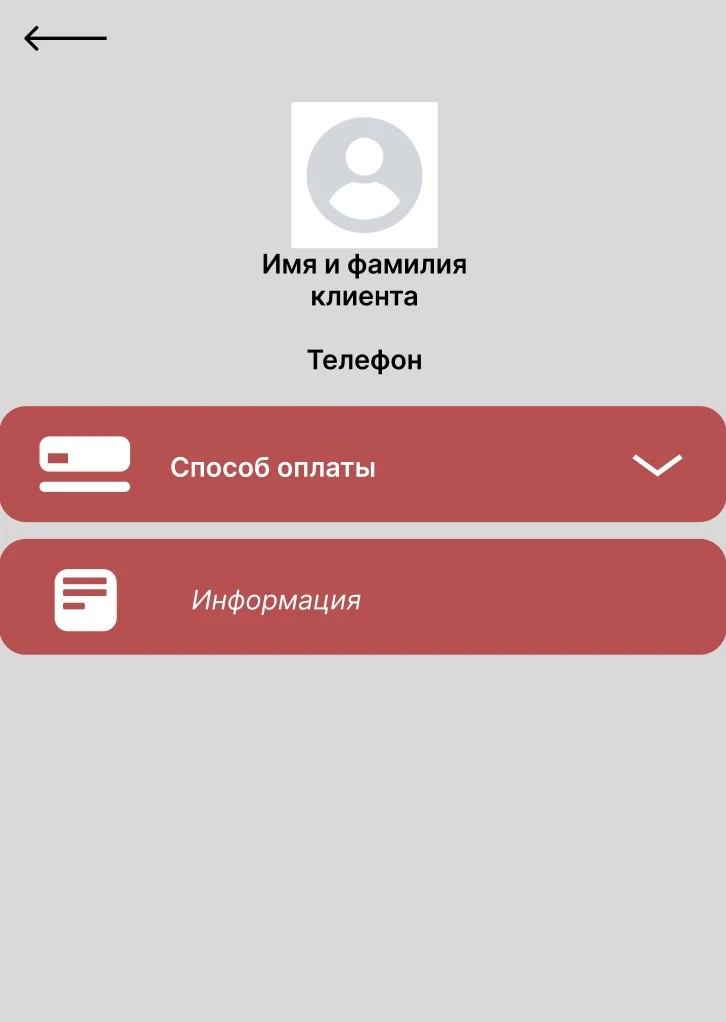 Имя и фамилия
клиента
Телефон
Способ оплаты
Информация